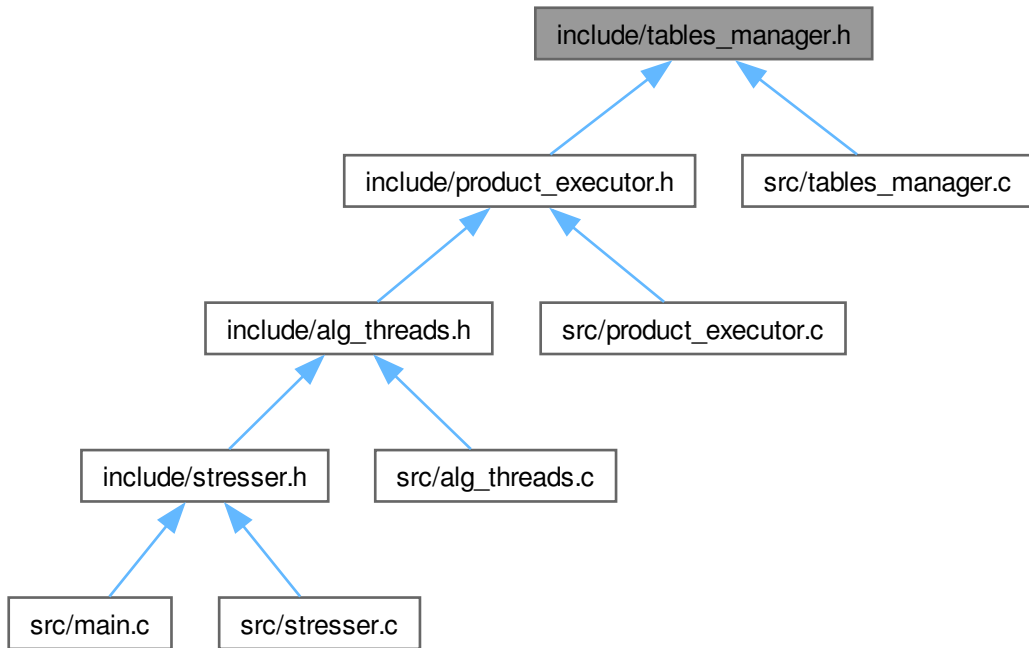 include/tables_manager.h
include/product_executor.h
src/tables_manager.c
include/alg_threads.h
src/product_executor.c
include/stresser.h
src/alg_threads.c
src/main.c
src/stresser.c